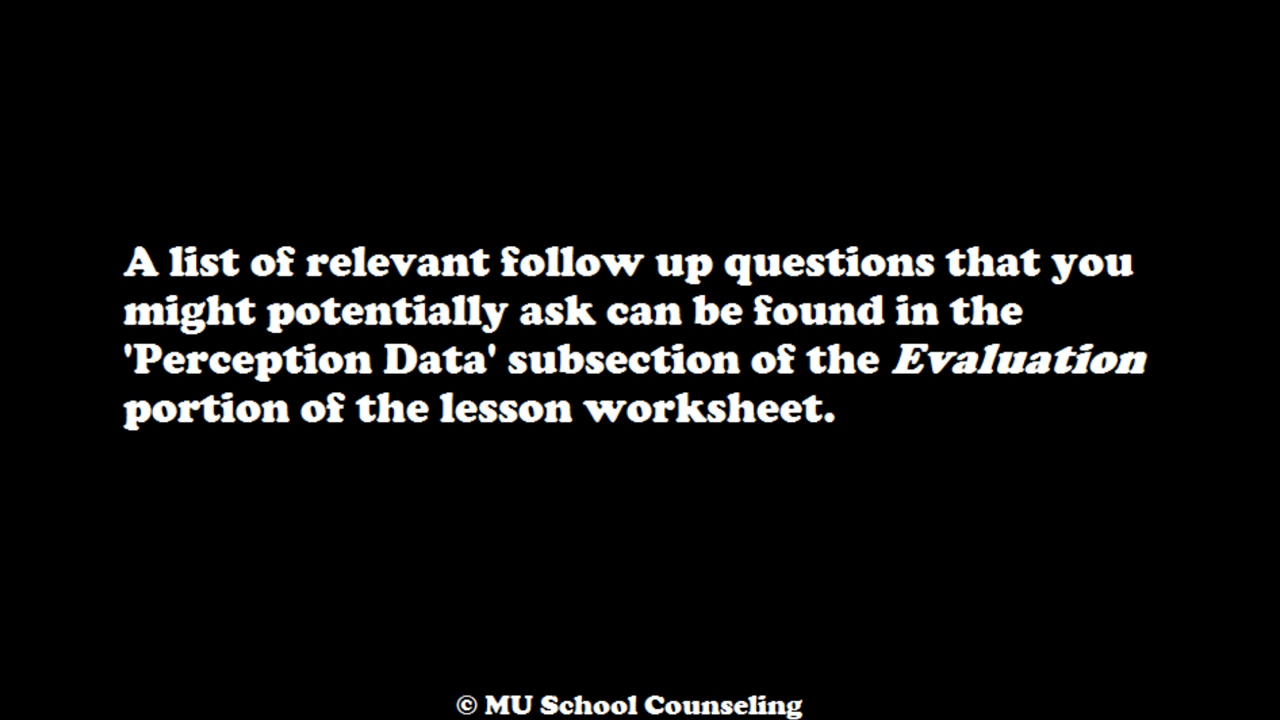 A list of relevant follow up questions that you
might potentially ask can be found in the
'Perception Data' subsection of the Evaluation
portion of the lesson worksheet.
© MU School Counseling